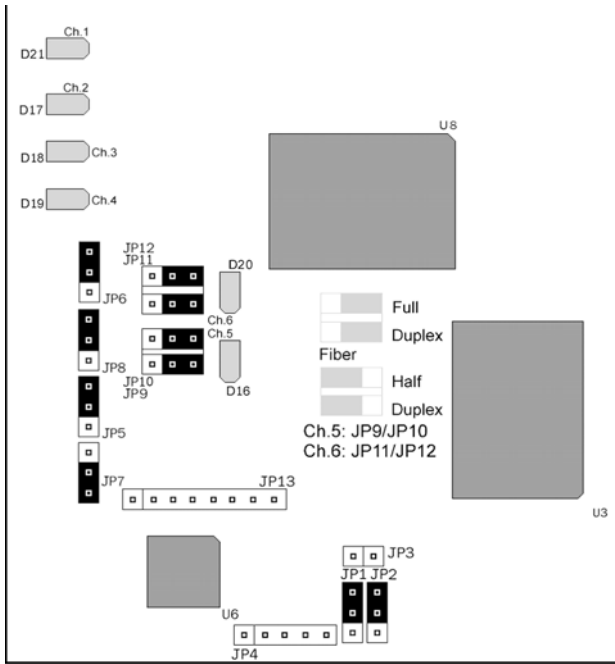 Ch.1
D21
Ch.2
D17
D18
Ch.3
D19
Ch.4
U8
JP12
JP11
D20
JP6
Ch.6
Ch.5
Full
Duplex
Fiber
Half
Duplex
JP8
JP10
JP9
D16
Ch.5: JP9/JP10
Ch.6: JP11/JP12
JP5
JP7
JP13
U3
JP3
JP1
JP2
U6
JP4